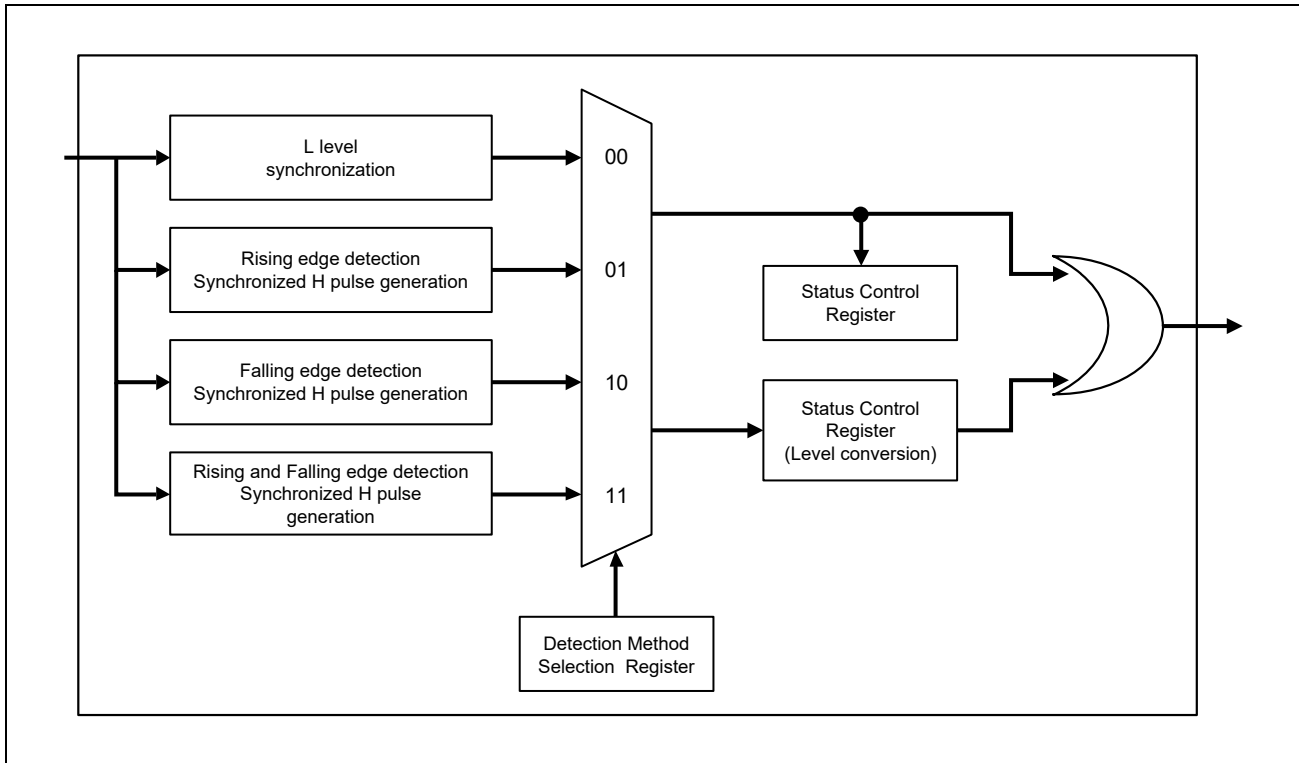 L level
synchronization
00
Rising edge detection
Synchronized H pulse generation
01
Status Control
Register
Falling edge detection
Synchronized H pulse generation
10
Status Control
Register
(Level conversion)
Rising and Falling edge detection
Synchronized H pulse
generation
11
Detection Method
Selection Register